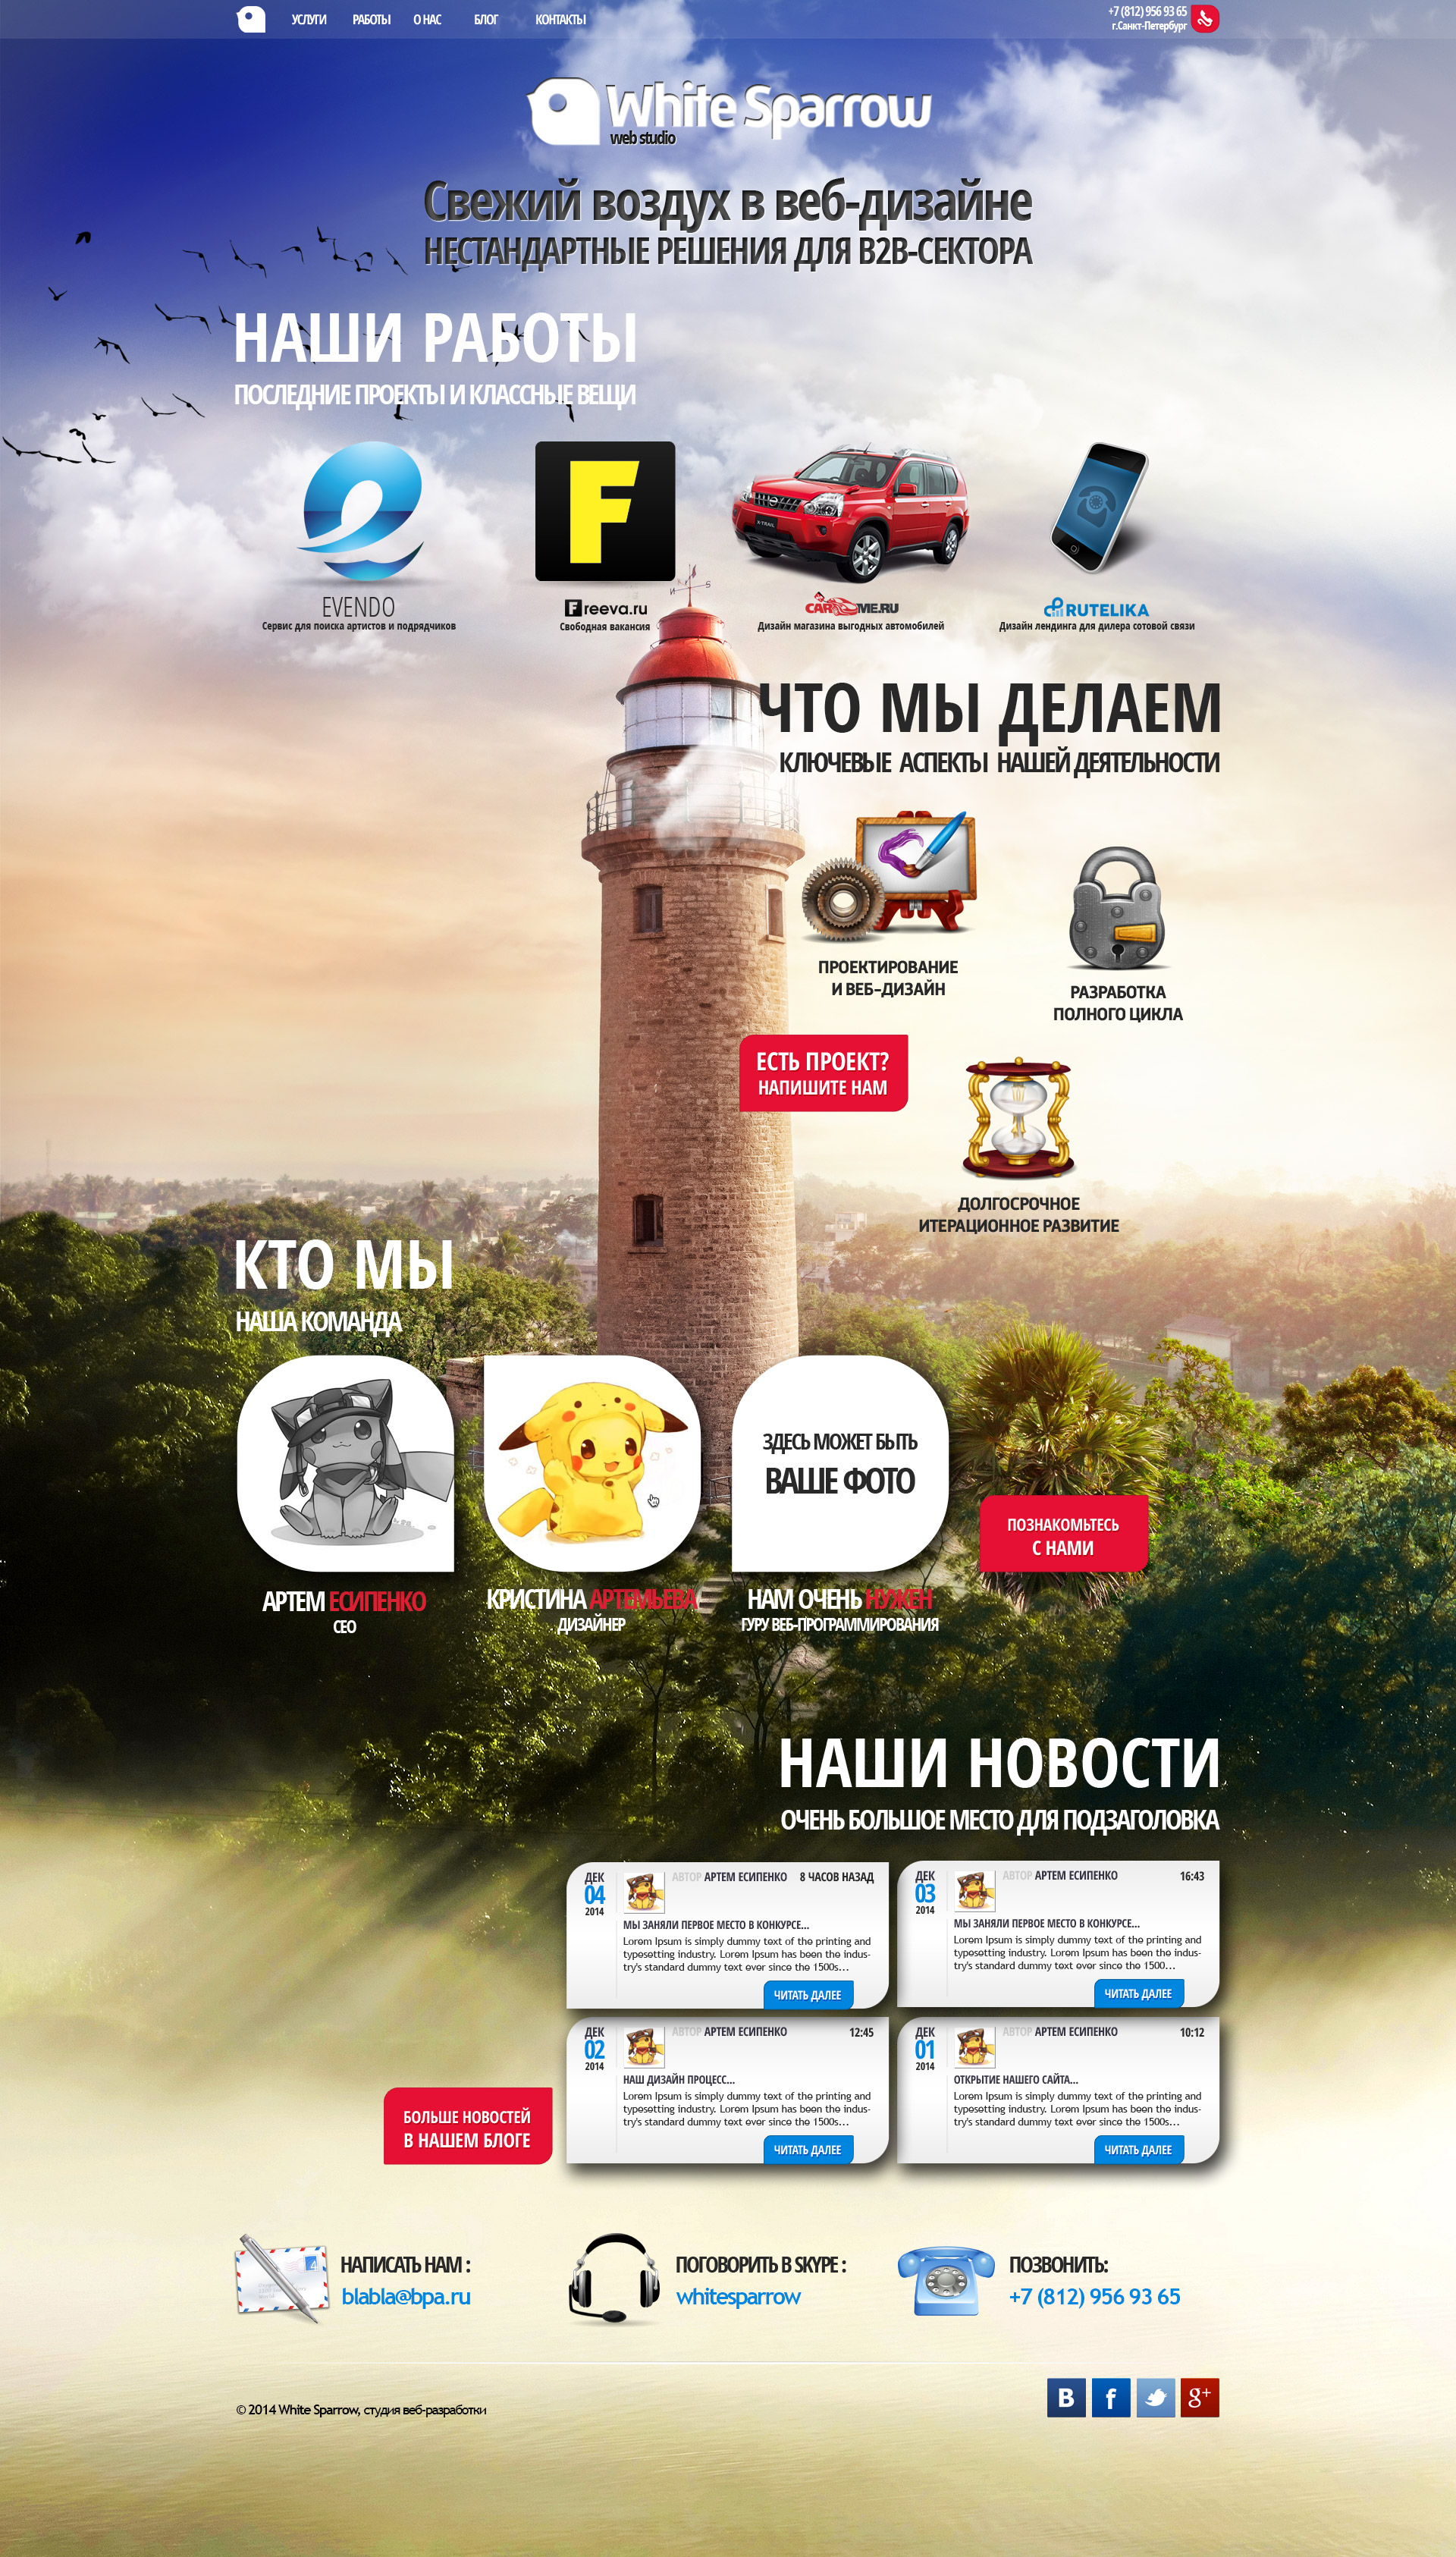 УСЛУГИ РАБОТЫ О НАС БЛОГ КОНТАКТЫ
+7 (812) 956 93 65
г.Санкт-Петербург
White Sparrow
web studio
Свежий воздух в веб-дизайне
НЕСТАНДАРТНЫЕ РЕШЕНИЯ ДЛЯ B2B-СЕКТОРА
НАШИ РАБОТЫ
ПОСЛЕДНИЕ ПРОЕКТЫ И КЛАССНЫЕ ВЕЩИ
F
X-TRAIL
EVENDO
Сервис для поиска артистов и подрядчиков
Freeva.ru
Свободная вакансия
CAR ME.RU
Дизайн магазина выгодных автомобилей
RUTELIKA
Дизайн лендинга для дилера сотовой связи
ЧТО МЫ ДЕЛАЕМ
КЛЮЧЕВЫЕ АСПЕКТЫ НАШЕЙ ДЕЯТЕЛЬНОСТИ
ПРОЕКТИРОВАНИЕ
И ВЕБ-ДИЗАЙН
РАЗРАБОТКА
ПОЛНОГО ЦИКЛА
ЕСТЬ ПРОЕКТ?
НАПИШИТЕ НАМ
ДОЛГОСРОЧНОЕ
ИТЕРАЦИОННОЕ РАЗВИТИЕ
КТО МЫ
НАША КОМАНДА
ЗДЕСЬ МОЖЕТ БЫТЬ
ВАШЕ ФОТО
ПОЗНАКОМЬТЕСЬ
С НАМИ
АРТЕМ ЕСИПЕНКО
CEO
КРИСТИНА АРТЕМЬЕВА
ДИЗАЙНЕР
НАМ ОЧЕНЬ НУЖЕН
ГУРУ ВЕБ-ПРОГРАММИРОВАНИЯ
НАШИ НОВОСТИ
ОЧЕНЬ БОЛЬШОЕ МЕСТО ДЛЯ ПОДЗАГОЛОВКА
ДЕК
04
2014
АВТОР АРТЕМ ЕСИПЕНКО 8 ЧАСОВ НАЗАД
МЫ ЗАНЯЛИ ПЕРВОЕ МЕСТО В КОНКУРСЕ...
Lorem Ipsum is simply dummy text of the printing and
typesetting industry. Lorem Ipsum has been the indus-
try's standard dummy text ever since the 1500s...
ЧИТАТЬ ДАЛЕЕ
ДЕК
03
2014
АВТОР АРТЕМ ЕСИПЕНКО 16:43
МЫ ЗАНЯЛИ ПЕРВОЕ МЕСТО В КОНКУРСЕ...
Lorem Ipsum is simply dummy text of the printing and
typesetting industry. Lorem Ipsum has been the indus-
try's standard dummy text ever since the 1500...
ЧИТАТЬ ДАЛЕЕ
ДЕК
02
2014
АВТОР АРТЕМ ЕСИПЕНКО 12:45
НАШ ДИЗАЙН ПРОЦЕСС...
Lorem Ipsum is simply dummy text of the printing and
typesetting industry. Lorem Ipsum has been the indus-
try's standard dummy text ever since the 1500s...
ЧИТАТЬ ДАЛЕЕ
ДЕК
01
2014
АВТОР АРТЕМ ЕСИПЕНКО 10:12
ОТКРЫТИЕ НАШЕГО САЙТА...
Lorem Ipsum is simply dummy text of the printing and
typesetting industry. Lorem Ipsum has been the indus-
try's standard dummy text ever since the 1500s...
ЧИТАТЬ ДАЛЕЕ
БОЛЬШЕ НОВОСТЕЙ
В НАШЕМ БЛОГЕ
НАПИСАТЬ НАМ :
blabla@bpa.ru
ПОГОВОРИТЬ В SKYPE :
whitesparrow
ПОЗВОНИТЬ:
+7 (812) 956 93 65
© 2014 White Sparrow, студия веб-разработки
В f g+